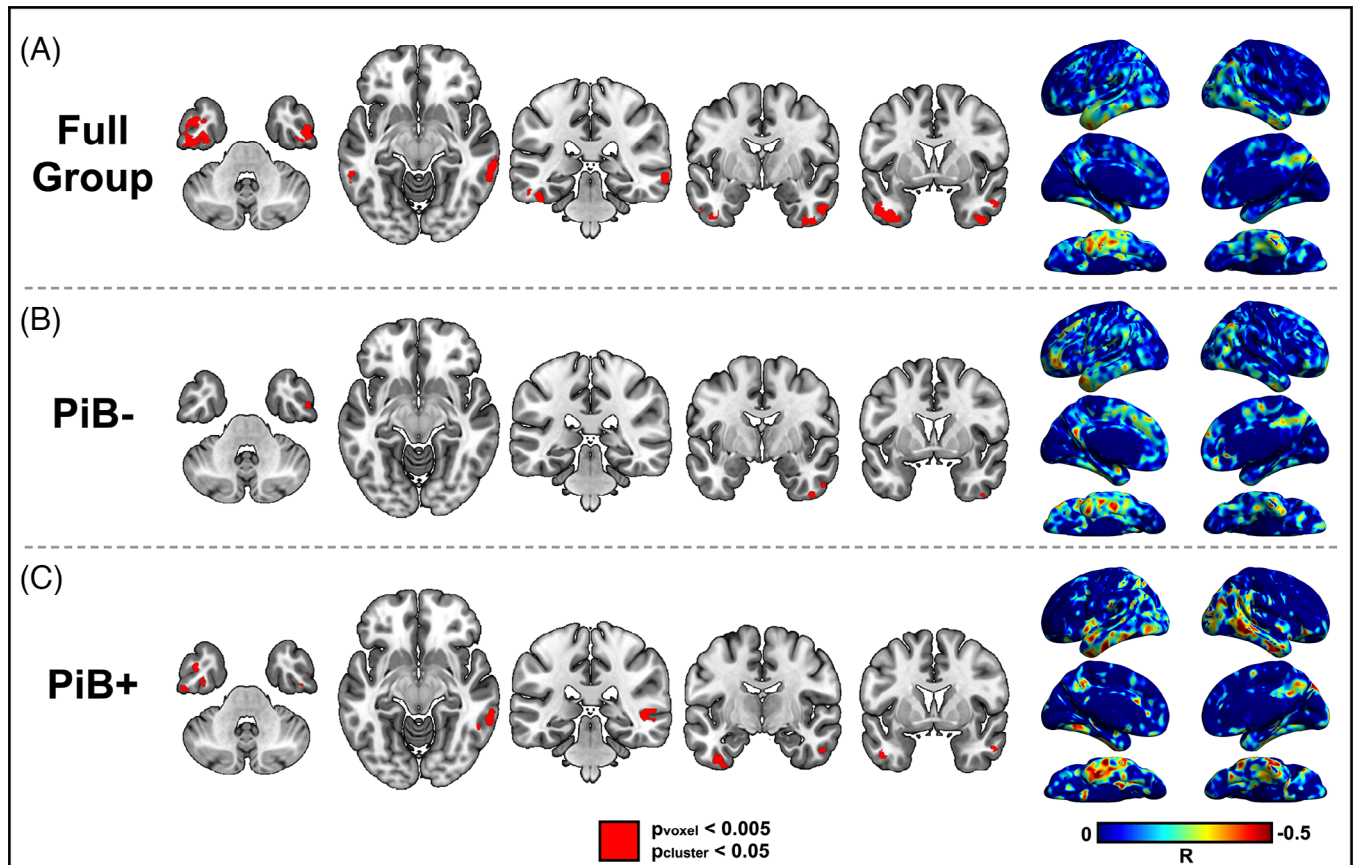 (A)
Full
Group
(B)
PiB-
(C)
PiB+
pvoxel < 0.005
pcluster < 0.05
0 -0.5
R